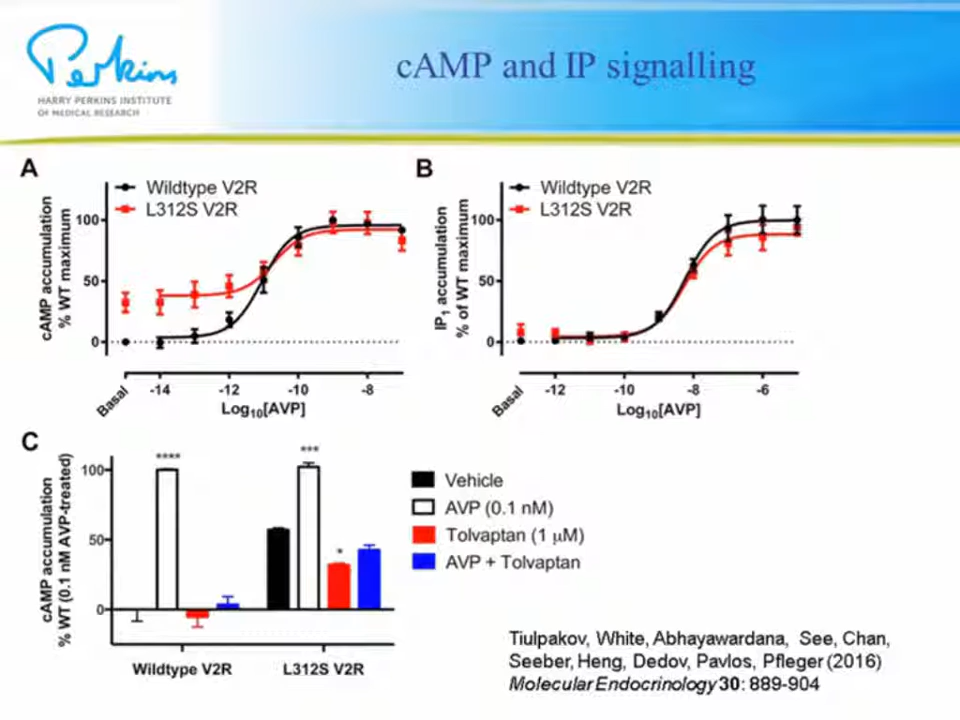 Perkins
HARRY PERKINS INSTITUTE
OF MEDICAL RESEARCH
cAMP and IP signalling
A
Wildtype V2R
L312S V2R
cAMP accumulation
% WT maximum
100
50
0
Basal -14 -12 -10 -8
Log10[AVP]
B
Wildtype V2R
L312S V2R
IP1 accumulation
% of WT maximum
100
50
0
Basal -12 -10 -8 -6
Log10[AVP]
C
cAMP accumulation
% WT (0.1 nM AVP-treated)
100
50
0
****
***
*
Wildtype V2R L312S V2R
Vehicle
AVP (0.1 nM)
Tolvaptan (1 µM)
AVP + Tolvaptan
Tiulpakov, White, Abhayawardana, See, Chan,
Seeber, Heng, Dedov, Pavlos, Pfleger (2016)
Molecular Endocrinology 30: 889-904